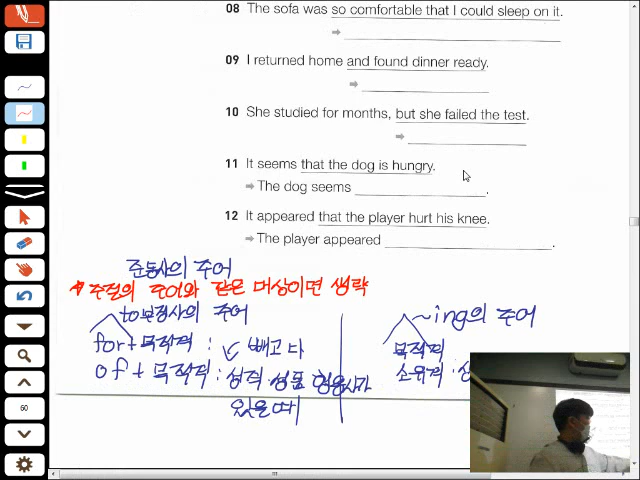 08 The sofa was so comfortable that I could sleep on it.
➡
09 I returned home and found dinner ready.
➡
10 She studied for months, but she failed the test.
➡
11 It seems that the dog is hungry.
➡ The dog seems .
12 It appeared that the player hurt his knee.
➡ The player appeared .
준동사의 주어
주절의 주어와 같은 대상이면 생략
to부정사의 주어
for+목적격 : 빼고 다
of + 목적격 : 성격 성품 형용사가
있을 때
~ing의 주어
목적격
소유격
60